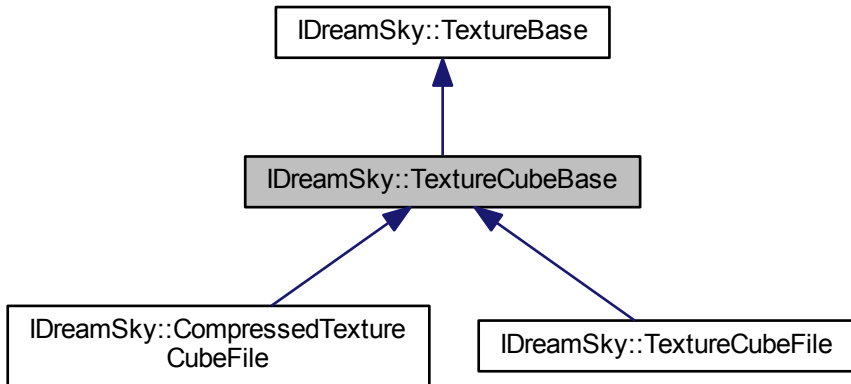 IDreamSky::TextureBase
IDreamSky::TextureCubeBase
IDreamSky::CompressedTexture
CubeFile
IDreamSky::TextureCubeFile